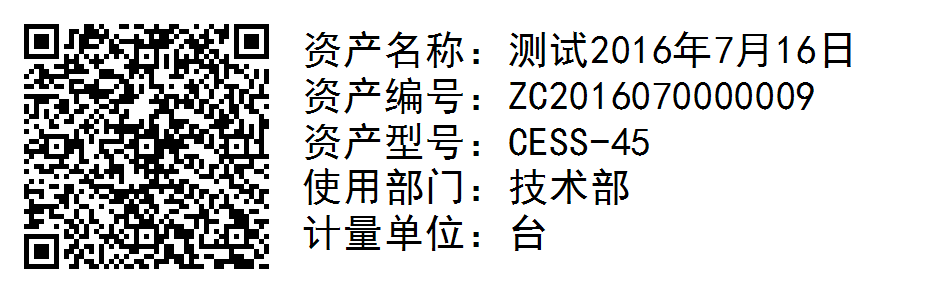 资产名称：测试2016年7月16日
资产编号：ZC2016070000009
资产型号：CESS-45
使用部门：技术部
计量单位：台